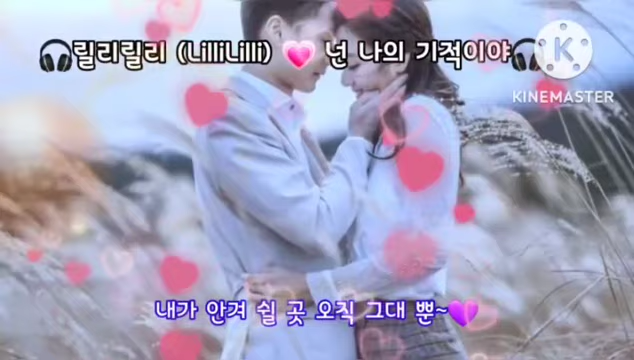 🎧릴리릴리 (LilliLilli) 💗 넌 나의 기적이야🎧
KINEMASTER
내가 안겨 쉴 곳 오직 그대 뿐~💔